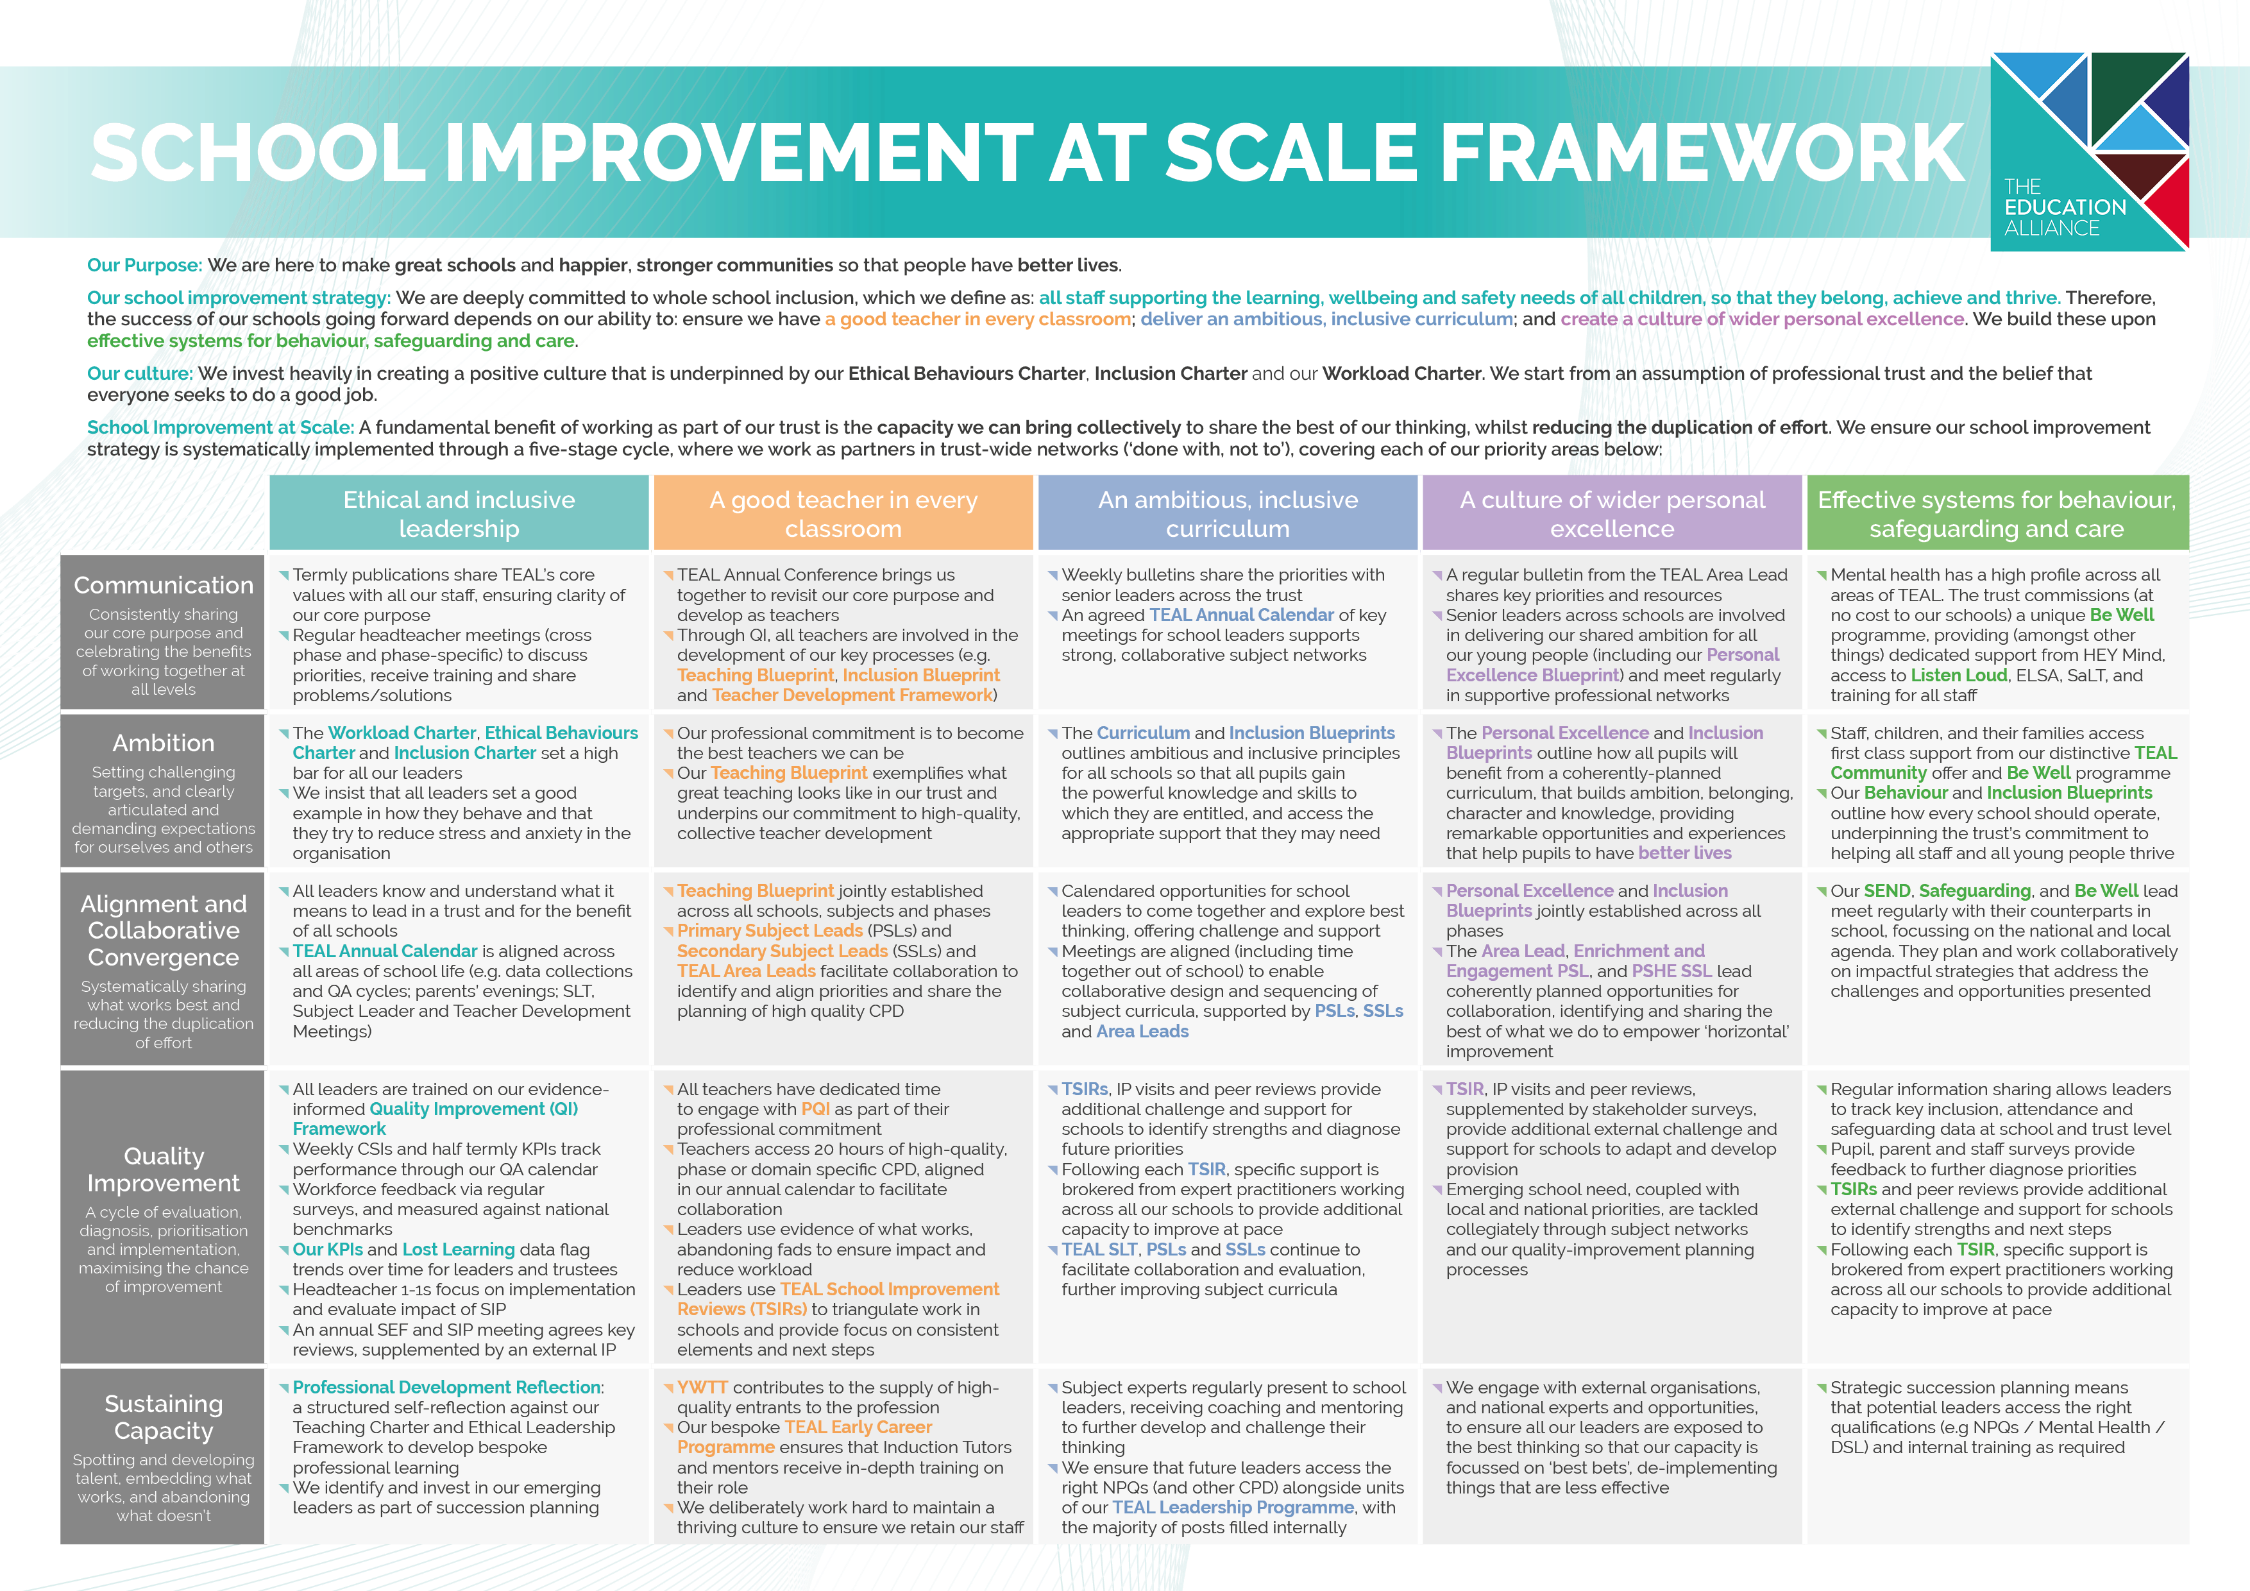 SCHOOL IMPROVEMENT AT SCALE FRAMEWORK
THE
EDUCATION
ALLIANCE
Our Purpose: We are here to make great schools and happier, stronger communities so that people have better lives.
Our school improvement strategy: We are deeply committed to whole school inclusion, which we define as: all staff supporting the learning, wellbeing and safety needs of all children, so that they belong, achieve and thrive. Therefore,
the success of our schools going forward depends on our ability to: ensure we have a good teacher in every classroom; deliver an ambitious, inclusive curriculum; and create a culture of wider personal excellence. We build these upon
effective systems for behaviour, safeguarding and care.
Our culture: We invest heavily in creating a positive culture that is underpinned by our Ethical Behaviours Charter, Inclusion Charter and our Workload Charter. We start from an assumption of professional trust and the belief that
everyone seeks to do a good job.
School Improvement at Scale: A fundamental benefit of working as part of our trust is the capacity we can bring collectively to share the best of our thinking, whilst reducing the duplication of effort. We ensure our school improvement
strategy is systematically implemented through a five-stage cycle, where we work as partners in trust-wide networks ('done with, not to'), covering each of our priority areas below:
Ethical and inclusive
leadership
A good teacher in every
classroom
An ambitious, inclusive
curriculum
A culture of wider personal
excellence
Effective systems for behaviour,
safeguarding and care
Communication
Consistently sharing
our core purpose and
celebrating the benefits
of working together at
all levels
Termly publications share TEAL's core
values with all our staff, ensuring clarity of
our core purpose
Regular headteacher meetings (cross
phase and phase-specific) to discuss
priorities, receive training and share
problems/solutions
TEAL Annual Conference brings us
together to revisit our core purpose and
develop as teachers
Through QI, all teachers are involved in the
development of our key processes (e.g.
Teaching Blueprint, Inclusion Blueprint
and Teacher Development Framework)
Weekly bulletins share the priorities with
senior leaders across the trust
An agreed TEAL Annual Calendar of key
meetings for school leaders supports
strong, collaborative subject networks
A regular bulletin from the TEAL Area Lead
shares key priorities and resources
Senior leaders across schools are involved
in delivering our shared ambition for all
our young people (including our Personal
Excellence Blueprint) and meet regularly
in supportive professional networks
Mental health has a high profile across all
areas of TEAL. The trust commissions (at
no cost to our schools) a unique Be Well
programme, providing (amongst other
things) dedicated support from HEY Mind,
access to Listen Loud, ELSA, SaLT, and
training for all staff
Ambition
Setting challenging
targets, and clearly
articulated and
demanding expectations
for ourselves and others
The Workload Charter, Ethical Behaviours
Charter and Inclusion Charter set a high
bar for all our leaders
We insist that all leaders set a good
example in how they behave and that
they try to reduce stress and anxiety in the
organisation
Our professional commitment is to become
the best teachers we can be
Our Teaching Blueprint exemplifies what
great teaching looks like in our trust and
underpins our commitment to high-quality,
collective teacher development
The Curriculum and Inclusion Blueprints
outlines ambitious and inclusive principles
for all schools so that all pupils gain
the powerful knowledge and skills to
which they are entitled, and access the
appropriate support that they may need
The Personal Excellence and Inclusion
Blueprints outline how all pupils will
benefit from a coherently-planned
curriculum, that builds ambition, belonging,
character and knowledge, providing
remarkable opportunities and experiences
that help pupils to have better lives
Staff, children, and their families access
first class support from our distinctive TEAL
Community offer and Be Well programme
Our Behaviour and Inclusion Blueprints
outline how every school should operate,
underpinning the trust's commitment to
helping all staff and all young people thrive
Alignment and
Collaborative
Convergence
Systematically sharing
what works best and
reducing the duplication
of effort
All leaders know and understand what it
means to lead in a trust and for the benefit
of all schools
TEAL Annual Calendar is aligned across
all areas of school life (e.g. data collections
and QA cycles; parents' evenings; SLT,
Subject Leader and Teacher Development
Meetings)
Teaching Blueprint jointly established
across all schools, subjects and phases
Primary Subject Leads (PSLs) and
Secondary Subject Leads (SSLs) and
TEAL Area Leads facilitate collaboration to
identify and align priorities and share the
planning of high quality CPD
Calendared opportunities for school
leaders to come together and explore best
thinking, offering challenge and support
Meetings are aligned (including time
together out of school) to enable
collaborative design and sequencing of
subject curricula, supported by PSLs, SSLs
and Area Leads
Personal Excellence and Inclusion
Blueprints jointly established across all
phases
The Area Lead, Enrichment and
Engagement PSL, and PSHE SSL lead
coherently planned opportunities for
collaboration, identifying and sharing the
best of what we do to empower 'horizontal'
improvement
Our SEND, Safeguarding, and Be Well lead
meet regularly with their counterparts in
school, focussing on the national and local
agenda. They plan and work collaboratively
on impactful strategies that address the
challenges and opportunities presented
Quality
Improvement
A cycle of evaluation,
diagnosis, prioritisation
and implementation,
maximising the chance
of improvement
All leaders are trained on our evidence-
informed Quality Improvement (QI)
Framework
Weekly CSIs and half termly KPIs track
performance through our QA calendar
Workforce feedback via regular
surveys, and measured against national
benchmarks
Our KPIs and Lost Learning data flag
trends over time for leaders and trustees
Headteacher 1-1s focus on implementation
and evaluate impact of SIP
An annual SEF and SIP meeting agrees key
reviews, supplemented by an external IP
All teachers have dedicated time
to engage with PQI as part of their
professional commitment
Teachers access 20 hours of high-quality,
phase or domain specific CPD, aligned
in our annual calendar to facilitate
collaboration
Leaders use evidence of what works,
abandoning fads to ensure impact and
reduce workload
Leaders use TEAL School Improvement
Reviews (TSIRs) to triangulate work in
schools and provide focus on consistent
elements and next steps
TSIRs, IP visits and peer reviews provide
additional challenge and support for
schools to identify strengths and diagnose
future priorities
Following each TSIR, specific support is
brokered from expert practitioners working
across all our schools to provide additional
capacity to improve at pace
TEAL SLT, PSLs and SSLs continue to
facilitate collaboration and evaluation,
further improving subject curricula
TSIR, IP visits and peer reviews,
supplemented by stakeholder surveys,
provide additional external challenge and
support for schools to adapt and develop
provision
Emerging school need, coupled with
local and national priorities, are tackled
collegiately through subject networks
and our quality-improvement planning
processes
Regular information sharing allows leaders
to track key inclusion, attendance and
safeguarding data at school and trust level
Pupil, parent and staff surveys provide
feedback to further diagnose priorities
TSIRs and peer reviews provide additional
external challenge and support for schools
to identify strengths and next steps
Following each TSIR, specific support is
brokered from expert practitioners working
across all our schools to provide additional
capacity to improve at pace
Sustaining
Capacity
Spotting and developing
talent, embedding what
works, and abandoning
what doesn't
Professional Development Reflection:
a structured self-reflection against our
Teaching Charter and Ethical Leadership
Framework to develop bespoke
professional learning
We identify and invest in our emerging
leaders as part of succession planning
YWTT contributes to the supply of high-
quality entrants to the profession
Our bespoke TEAL Early Career
Programme ensures that Induction Tutors
and mentors receive in-depth training on
their role
We deliberately work hard to maintain a
thriving culture to ensure we retain our staff
Subject experts regularly present to school
leaders, receiving coaching and mentoring
to further develop and challenge their
thinking
We ensure that future leaders access the
right NPQs (and other CPD) alongside units
of our TEAL Leadership Programme, with
the majority of posts filled internally
We engage with external organisations,
and national experts and opportunities,
to ensure all our leaders are exposed to
the best thinking so that our capacity is
focussed on 'best bets', de-implementing
things that are less effective
Strategic succession planning means
that potential leaders access the right
qualifications (e.g NPQs / Mental Health /
DSL) and internal training as required